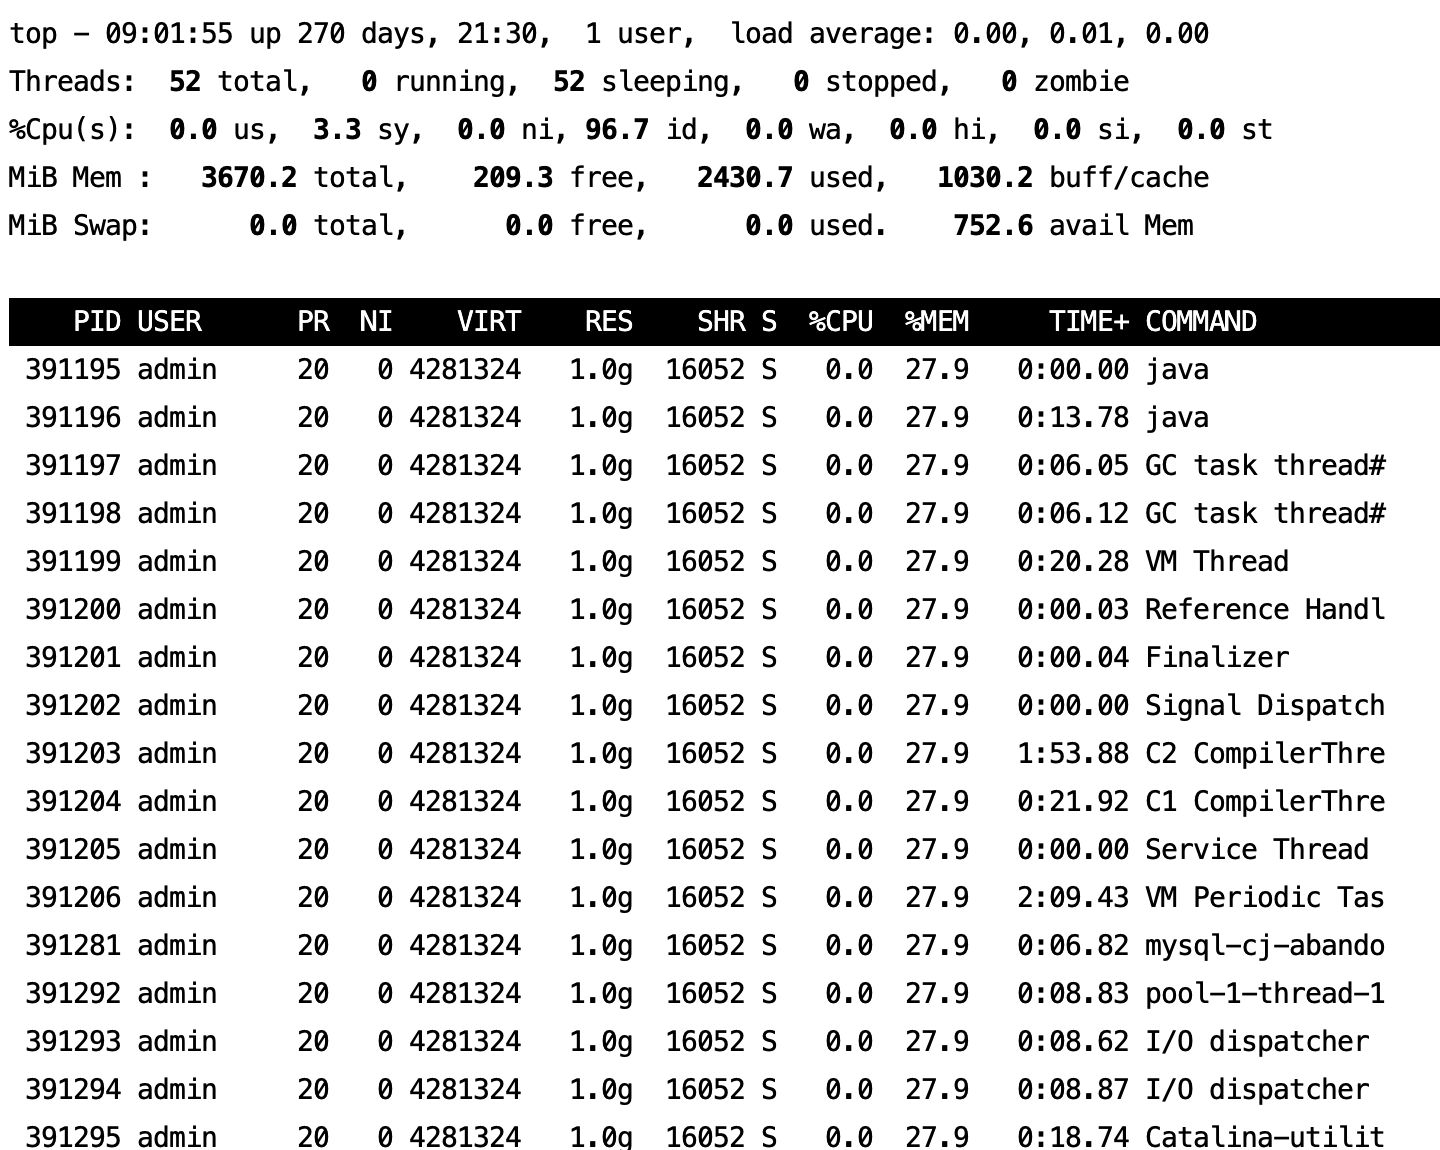 top - 09:01:55 up 270 days, 21:30,  1 user,  load average: 0.00, 0.01, 0.00
Threads:  52 total,   0 running,  52 sleeping,   0 stopped,   0 zombie
%Cpu(s):  0.0 us,  3.3 sy,  0.0 ni, 96.7 id,  0.0 wa,  0.0 hi,  0.0 si,  0.0 st
MiB Mem :   3670.2 total,    209.3 free,   2430.7 used,   1030.2 buff/cache
MiB Swap:      0.0 total,      0.0 free,      0.0 used.    752.6 avail Mem
    PID USER      PR  NI    VIRT    RES    SHR S  %CPU  %MEM     TIME+ COMMAND
 391195 admin     20   0 4281324   1.0g  16052 S   0.0  27.9   0:00.00 java
 391196 admin     20   0 4281324   1.0g  16052 S   0.0  27.9   0:13.78 java
 391197 admin     20   0 4281324   1.0g  16052 S   0.0  27.9   0:06.05 GC task thread#
 391198 admin     20   0 4281324   1.0g  16052 S   0.0  27.9   0:06.12 GC task thread#
 391199 admin     20   0 4281324   1.0g  16052 S   0.0  27.9   0:20.28 VM Thread
 391200 admin     20   0 4281324   1.0g  16052 S   0.0  27.9   0:00.03 Reference Handl
 391201 admin     20   0 4281324   1.0g  16052 S   0.0  27.9   0:00.04 Finalizer
 391202 admin     20   0 4281324   1.0g  16052 S   0.0  27.9   0:00.00 Signal Dispatch
 391203 admin     20   0 4281324   1.0g  16052 S   0.0  27.9   1:53.88 C2 CompilerThre
 391204 admin     20   0 4281324   1.0g  16052 S   0.0  27.9   0:21.92 C1 CompilerThre
 391205 admin     20   0 4281324   1.0g  16052 S   0.0  27.9   0:00.00 Service Thread
 391206 admin     20   0 4281324   1.0g  16052 S   0.0  27.9   2:09.43 VM Periodic Tas
 391281 admin     20   0 4281324   1.0g  16052 S   0.0  27.9   0:06.82 mysql-cj-abando
 391292 admin     20   0 4281324   1.0g  16052 S   0.0  27.9   0:08.83 pool-1-thread-1
 391293 admin     20   0 4281324   1.0g  16052 S   0.0  27.9   0:08.62 I/O dispatcher
 391294 admin     20   0 4281324   1.0g  16052 S   0.0  27.9   0:08.87 I/O dispatcher
 391295 admin     20   0 4281324   1.0g  16052 S   0.0  27.9   0:18.74 Catalina-utilit